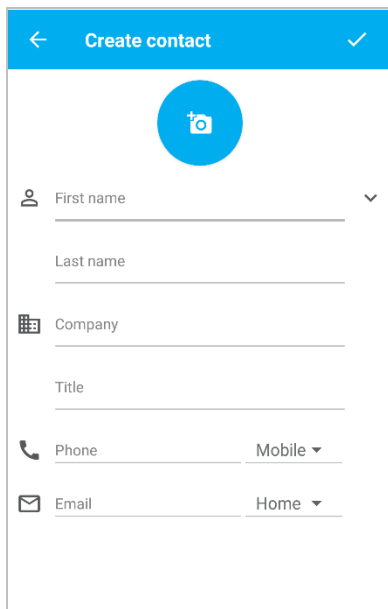 Create contact
First name
Last name
Company
Title
Phone Mobile
Email Home